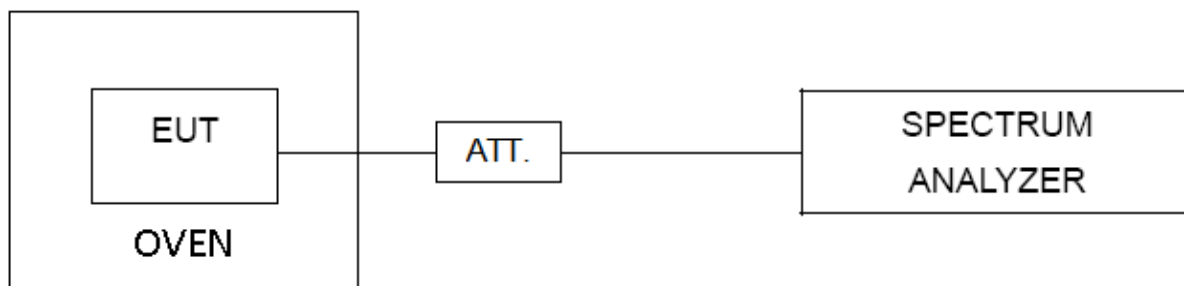 EUT
OVEN
ATT.
SPECTRUM
ANALYZER